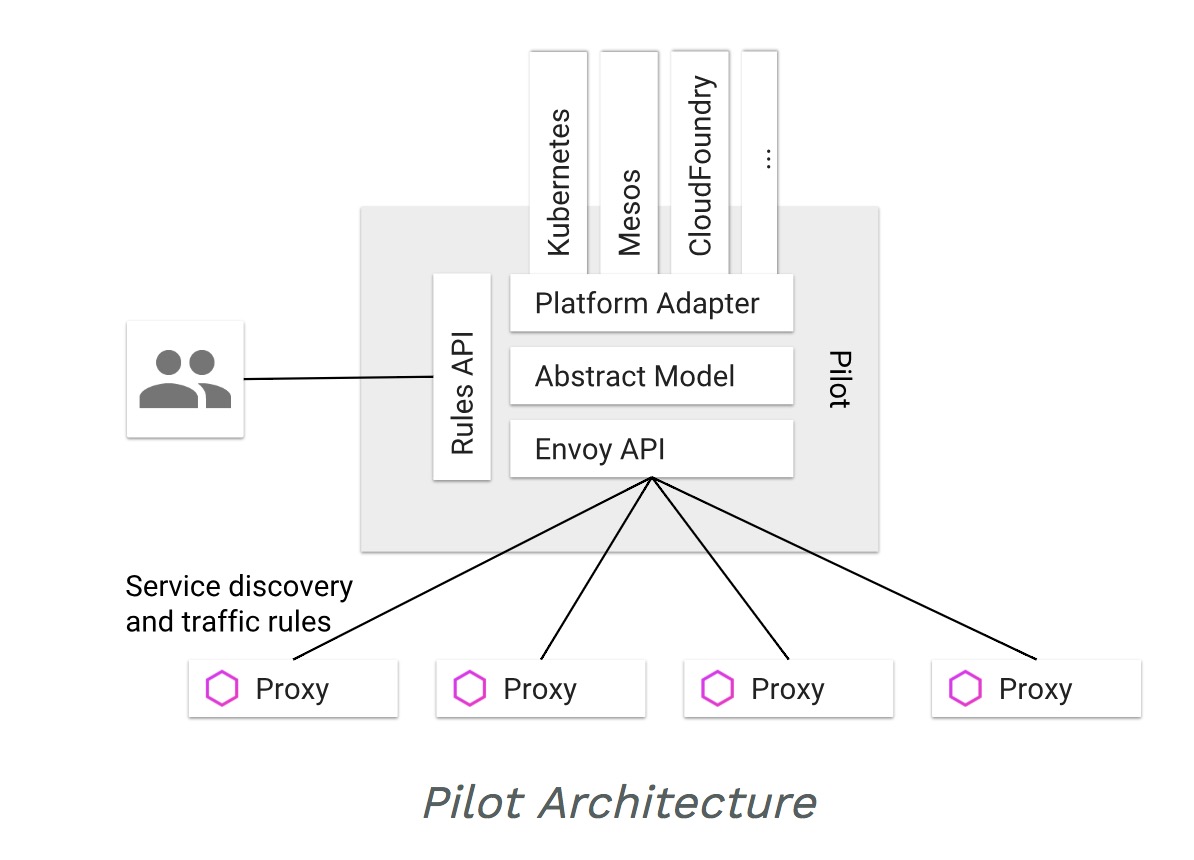 Kubernetes
Mesos
CloudFoundry
...
Platform Adapter
Rules API
Abstract Model
Pilot
Envoy API
Service discovery
and traffic rules
Proxy
Proxy
Proxy
Proxy
Pilot Architecture